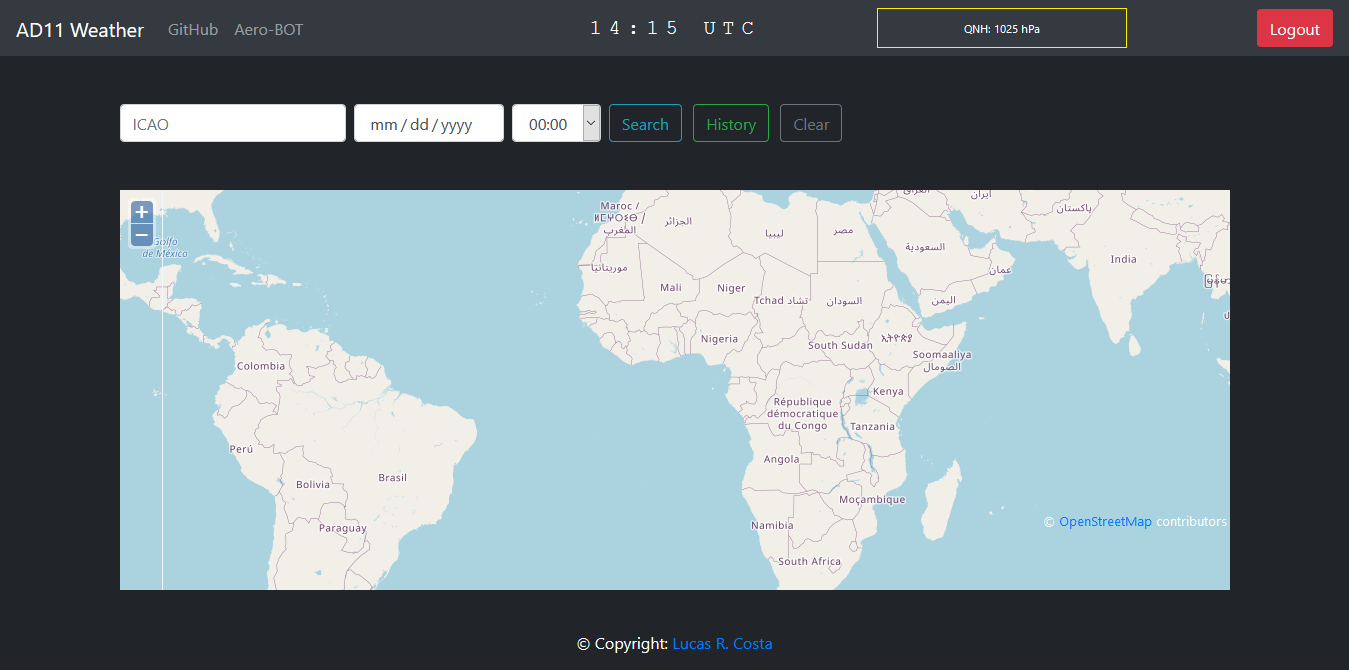 AD11 Weather GitHub Aero-BOT 14:15 UTC QNH: 1025 hPa Logout
ICAO mm/dd/yyyy 00:00 Search History Clear
+
−
Golfo
de México
Maroc /
ⵍⵎⵖⵔⵉⴱ /
المغرب
الجزائر
ليبيا
مصر
العراق
ایران
پاکستان
السعودية
عمان
India
موريتانيا
Mali
Niger
Tchad تشاد
السودان
اليمن
Nigeria
South Sudan
ኢትዮጵያ
Soomaaliya
الصومال
Colombia
Kenya
République
démocratique
du Congo
Tanzania
Perú
Angola
Brasil
Bolivia
Moçambique
Paraguay
Namibia
© OpenStreetMap contributors
South Africa
© Copyright: Lucas R. Costa